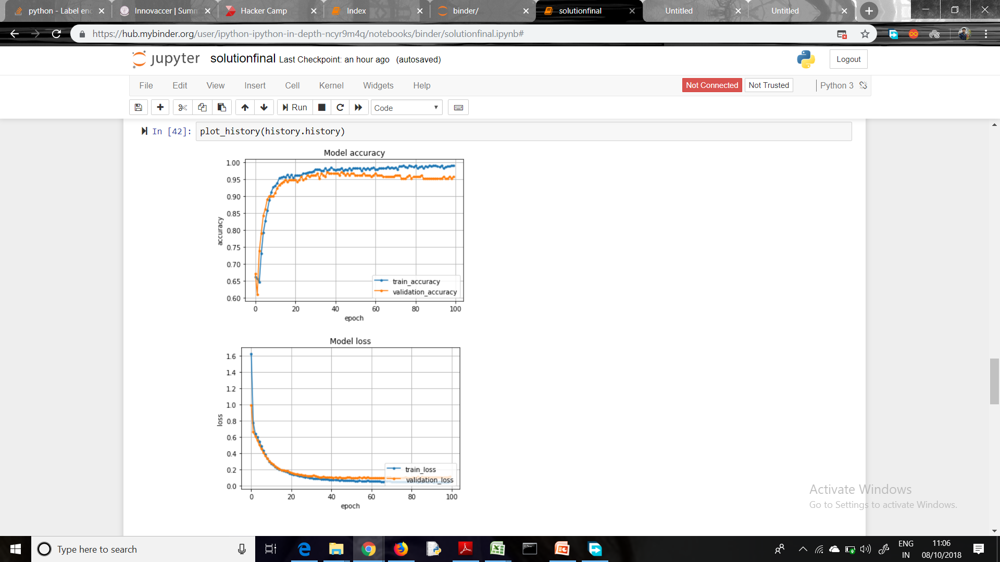 python - Label enc
Innovaccer | Summ
Hacker Camp
Index
binder/
solutionfinal
Untitled
Untitled
https://hub.mybinder.org/user/ipython-ipython-in-depth-ncyr9m4q/notebooks/binder/solutionfinal.ipynb#
jupyter solutionfinal Last Checkpoint: an hour ago (autosaved)
Logout
File Edit View Insert Cell Kernel Widgets Help
Not Connected Not Trusted Python 3
Run Code
In [42]: plot_history(history.history)
Model accuracy
1.00
0.95
0.90
0.85
0.80
0.75
0.70
0.65
0.60
accuracy
train_accuracy
validation_accuracy
0 20 40 60 80 100
epoch
Model loss
1.6
1.4
1.2
1.0
0.8
0.6
0.4
0.2
0.0
loss
train_loss
validation_loss
0 20 40 60 80 100
epoch
Activate Windows
Go to Settings to activate Windows.
Type here to search
ENG
IN
11:06
08/10/2018